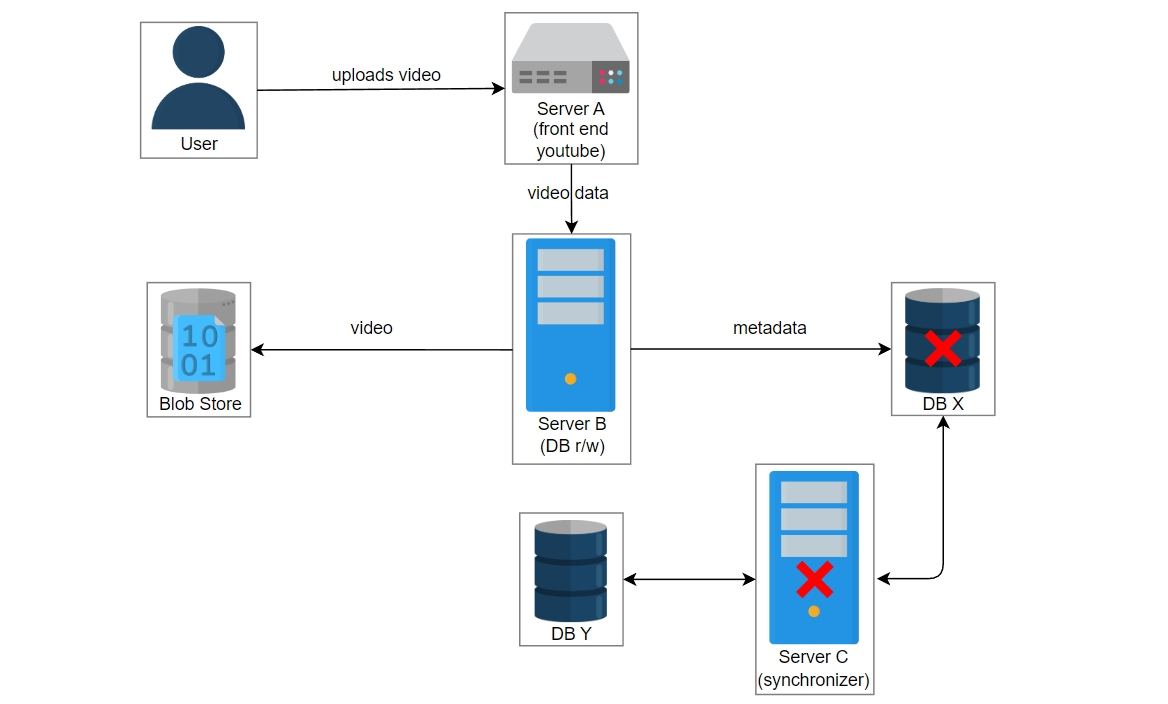 uploads video
User
Server A
(front end
youtube)
video data
video
metadata
10
01
Blob Store
Server B
(DB r/w)
DB X
DB Y
Server C
(synchronizer)